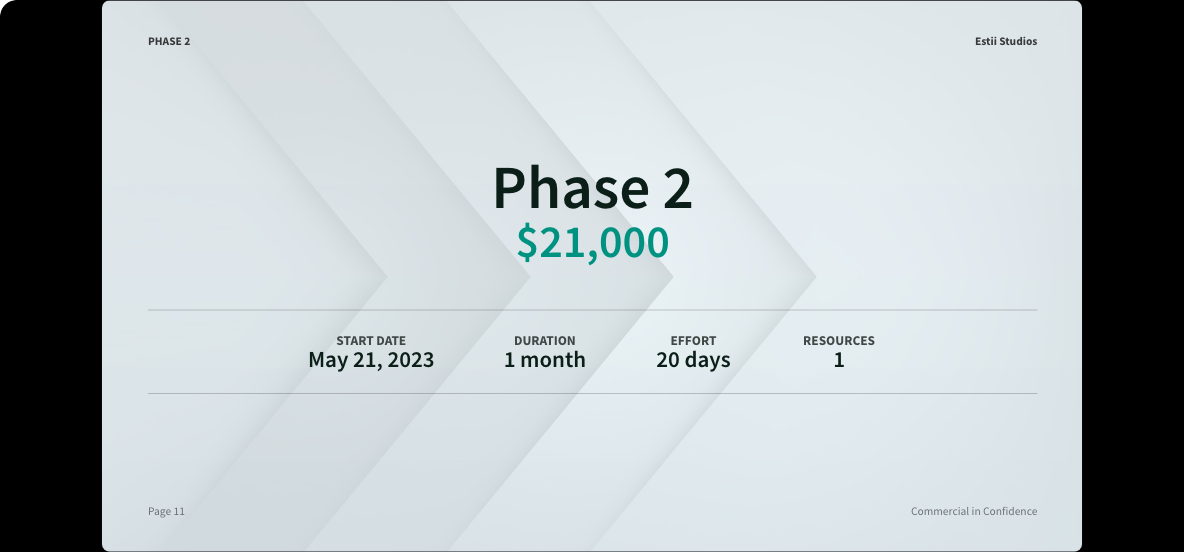 PHASE 2
Estii Studios
Phase 2
$21,000
START DATE
May 21, 2023
DURATION
1 month
EFFORT
20 days
RESOURCES
1
Page 11
Commercial in Confidence